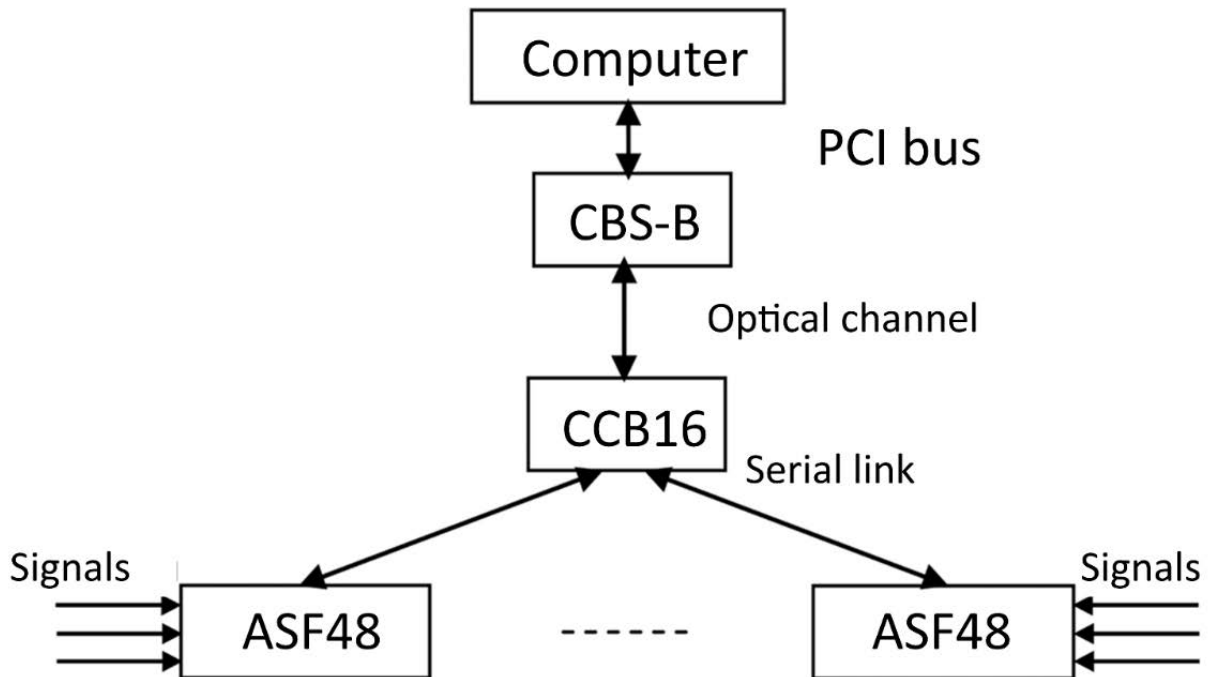 Computer
PCI bus
CBS-B
Optical channel
CCB16
Serial link
Signals
Signals
ASF48
ASF48